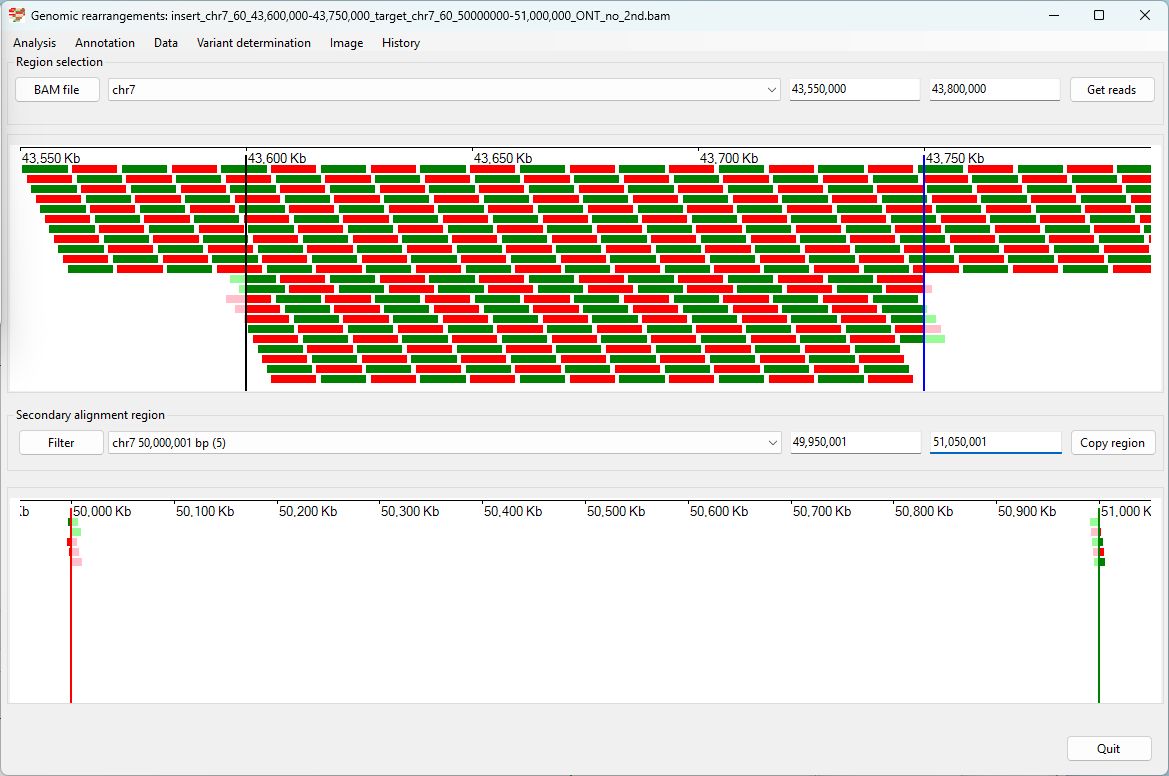 Genomic rearrangements: insert_chr7_60_43,600,000-43,750,000_target_chr7_60_50000000-51,000,000_ONT_no_2nd.bam
Analysis Annotation Data Variant determination Image History
Region selection
BAM file chr7 43,550,000 43,800,000 Get reads
43,550 Kb 43,600 Kb 43,650 Kb 43,700 Kb 43,750 Kb
Secondary alignment region
Filter chr7 50,000,001 bp (5) 49,950,001 51,050,001 Copy region
b 50,000 Kb 50,100 Kb 50,200 Kb 50,300 Kb 50,400 Kb 50,500 Kb 50,600 Kb 50,700 Kb 50,800 Kb 50,900 Kb 51,000 K
Quit